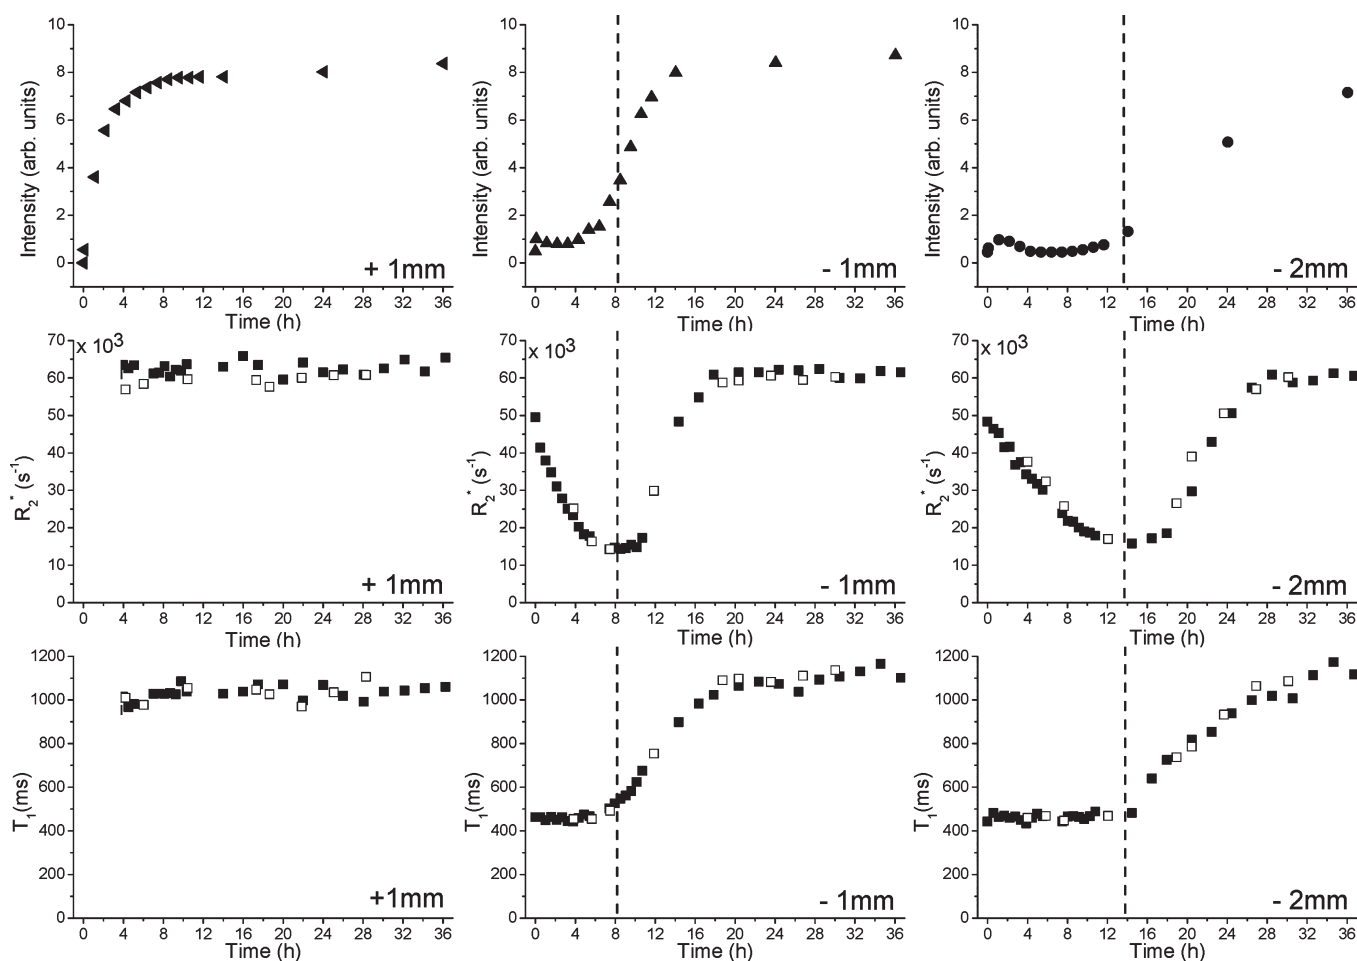 10
8
6
4
2
0
Intensity (arb. units)
+ 1mm
0 4 8 12 16 20 24 28 32 36
Time (h)
10
8
6
4
2
0
Intensity (arb. units)
- 1mm
0 4 8 12 16 20 24 28 32 36
Time (h)
10
8
6
4
2
0
Intensity (arb. units)
- 2mm
0 4 8 12 16 20 24 28 32 36
Time (h)
70
60
50
40
30
20
10
0
x 10³
R₂* (s⁻¹)
+ 1mm
0 4 8 12 16 20 24 28 32 36
Time (h)
70
60
50
40
30
20
10
0
x 10³
R₂* (s⁻¹)
- 1mm
0 4 8 12 16 20 24 28 32 36
Time (h)
70
60
50
40
30
20
10
0
x 10³
R₂* (s⁻¹)
- 2mm
0 4 8 12 16 20 24 28 32 36
Time (h)
1200
1000
800
600
400
200
0
T₁(ms)
+1mm
0 4 8 12 16 20 24 28 32 36
Time (h)
1200
1000
800
600
400
200
0
T₁(ms)
- 1mm
0 4 8 12 16 20 24 28 32 36
Time (h)
1200
1000
800
600
400
200
0
T₁(ms)
- 2mm
0 4 8 12 16 20 24 28 32 36
Time (h)